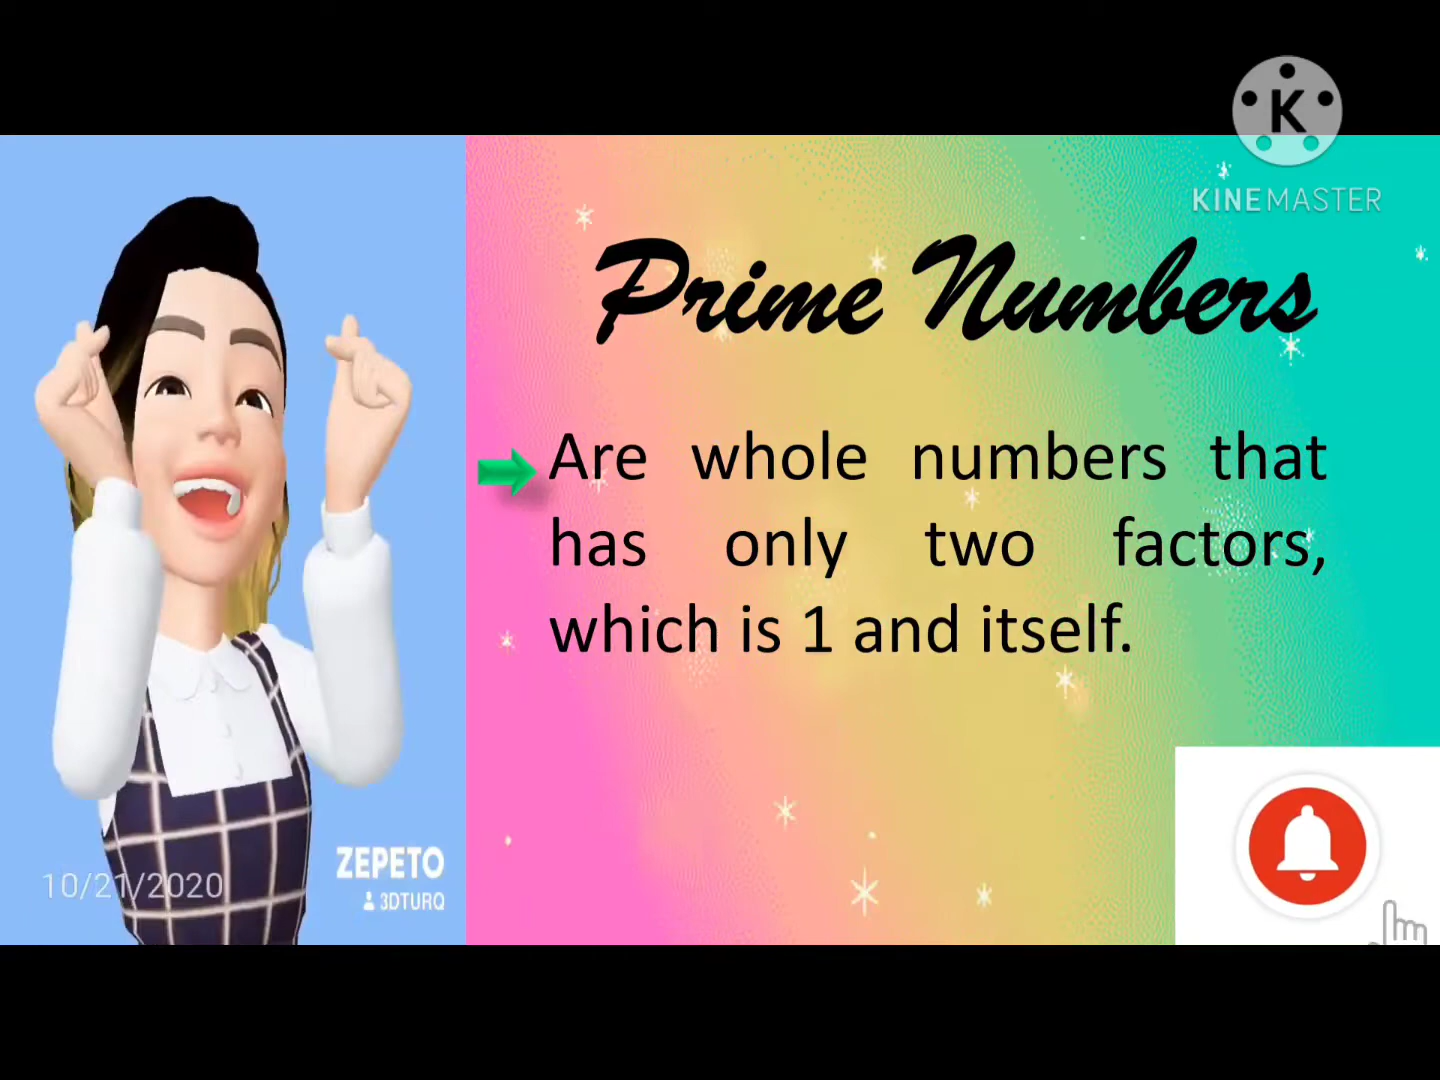 K
KINEMASTER
Prime Numbers
Are whole numbers that
has only two factors,
which is 1 and itself.
ZEPETO
3DTURQ
10/21/2020